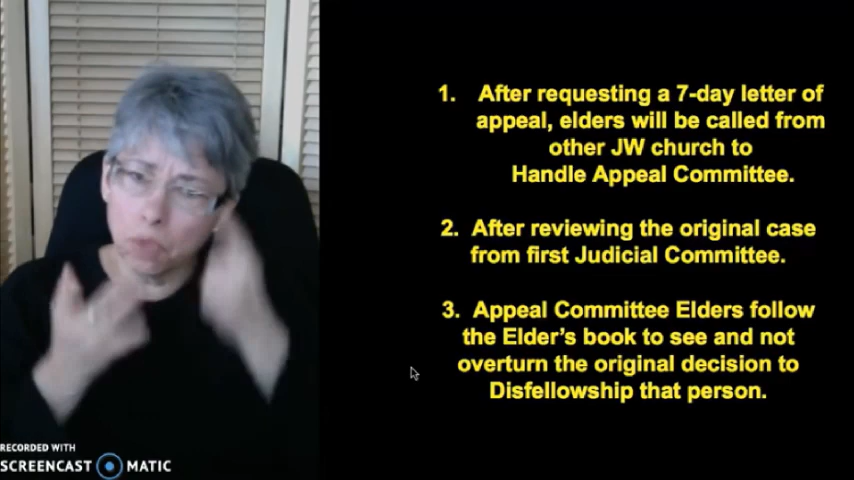 1. After requesting a 7-day letter of
appeal, elders will be called from
other JW church to
Handle Appeal Committee.
2. After reviewing the original case
from first Judicial Committee.
3. Appeal Committee Elders follow
the Elder's book to see and not
overturn the original decision to
Disfellowship that person.
RECORDED WITH
SCREENCAST MATIC